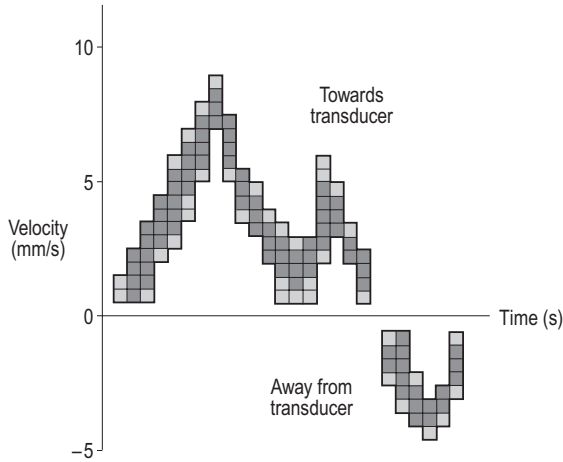 10
Towards
transducer
5
Velocity
(mm/s)
0
Time (s)
Away from
transducer
–5